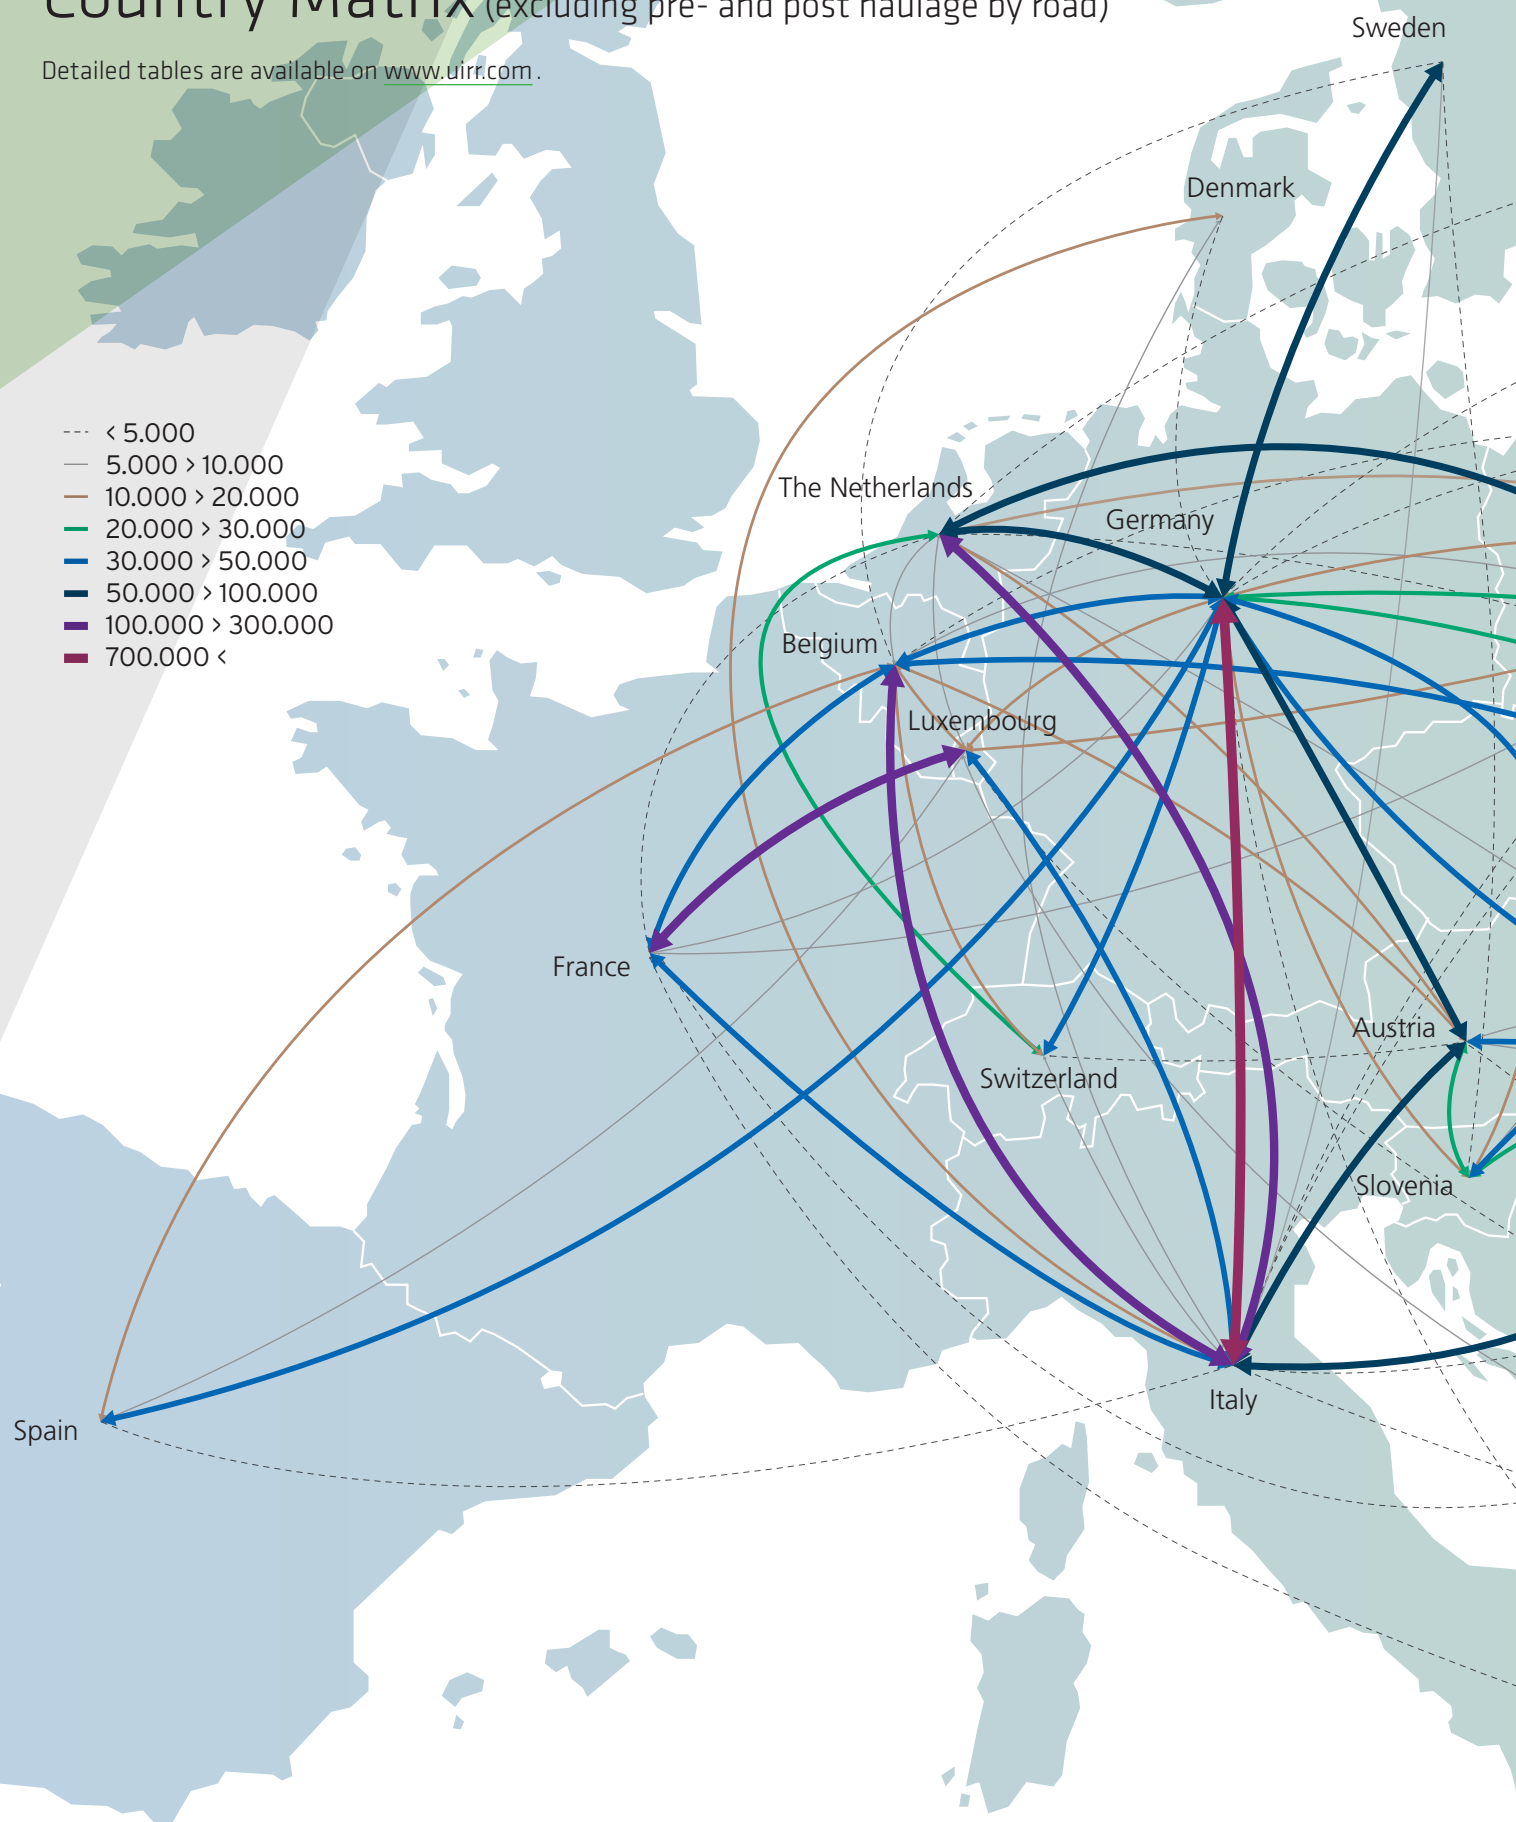 Country Matrix (excluding pre- and post haulage by road)
Detailed tables are available on www.uirr.com .
Sweden
Denmark
< 5.000
5.000 > 10.000
10.000 > 20.000
20.000 > 30.000
30.000 > 50.000
50.000 > 100.000
100.000 > 300.000
700.000 <
The Netherlands
Germany
Belgium
Luxembourg
France
Austria
Switzerland
Slovenia
Italy
Spain